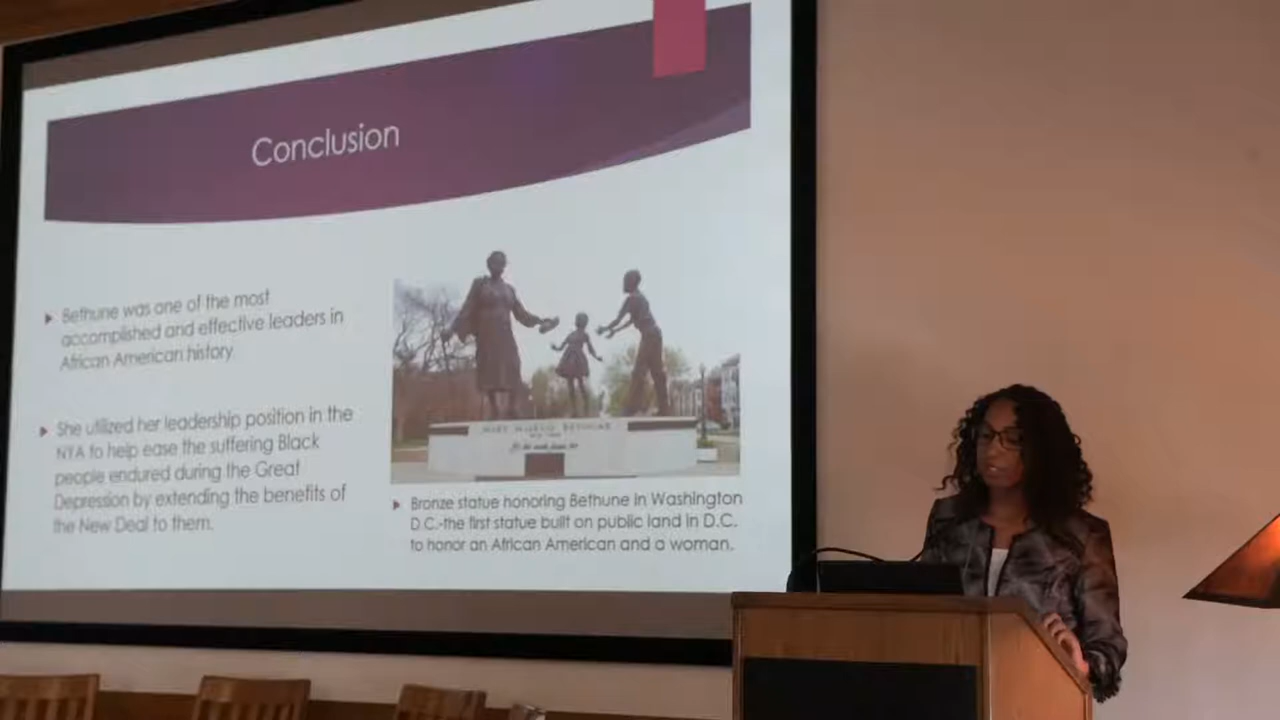 Conclusion
Bethune was one of the most
accomplished and effective leaders in
African American history
She utilized her leadership position in the
NYA to help ease the suffering Black
people endured during the Great
Depression by extending the benefits of
the New Deal to them.
MARY McLEOD BETHUNE
Bronze statue honoring Bethune in Washington
D.C.-the first statue built on public land in D.C.
to honor an African American and a woman.